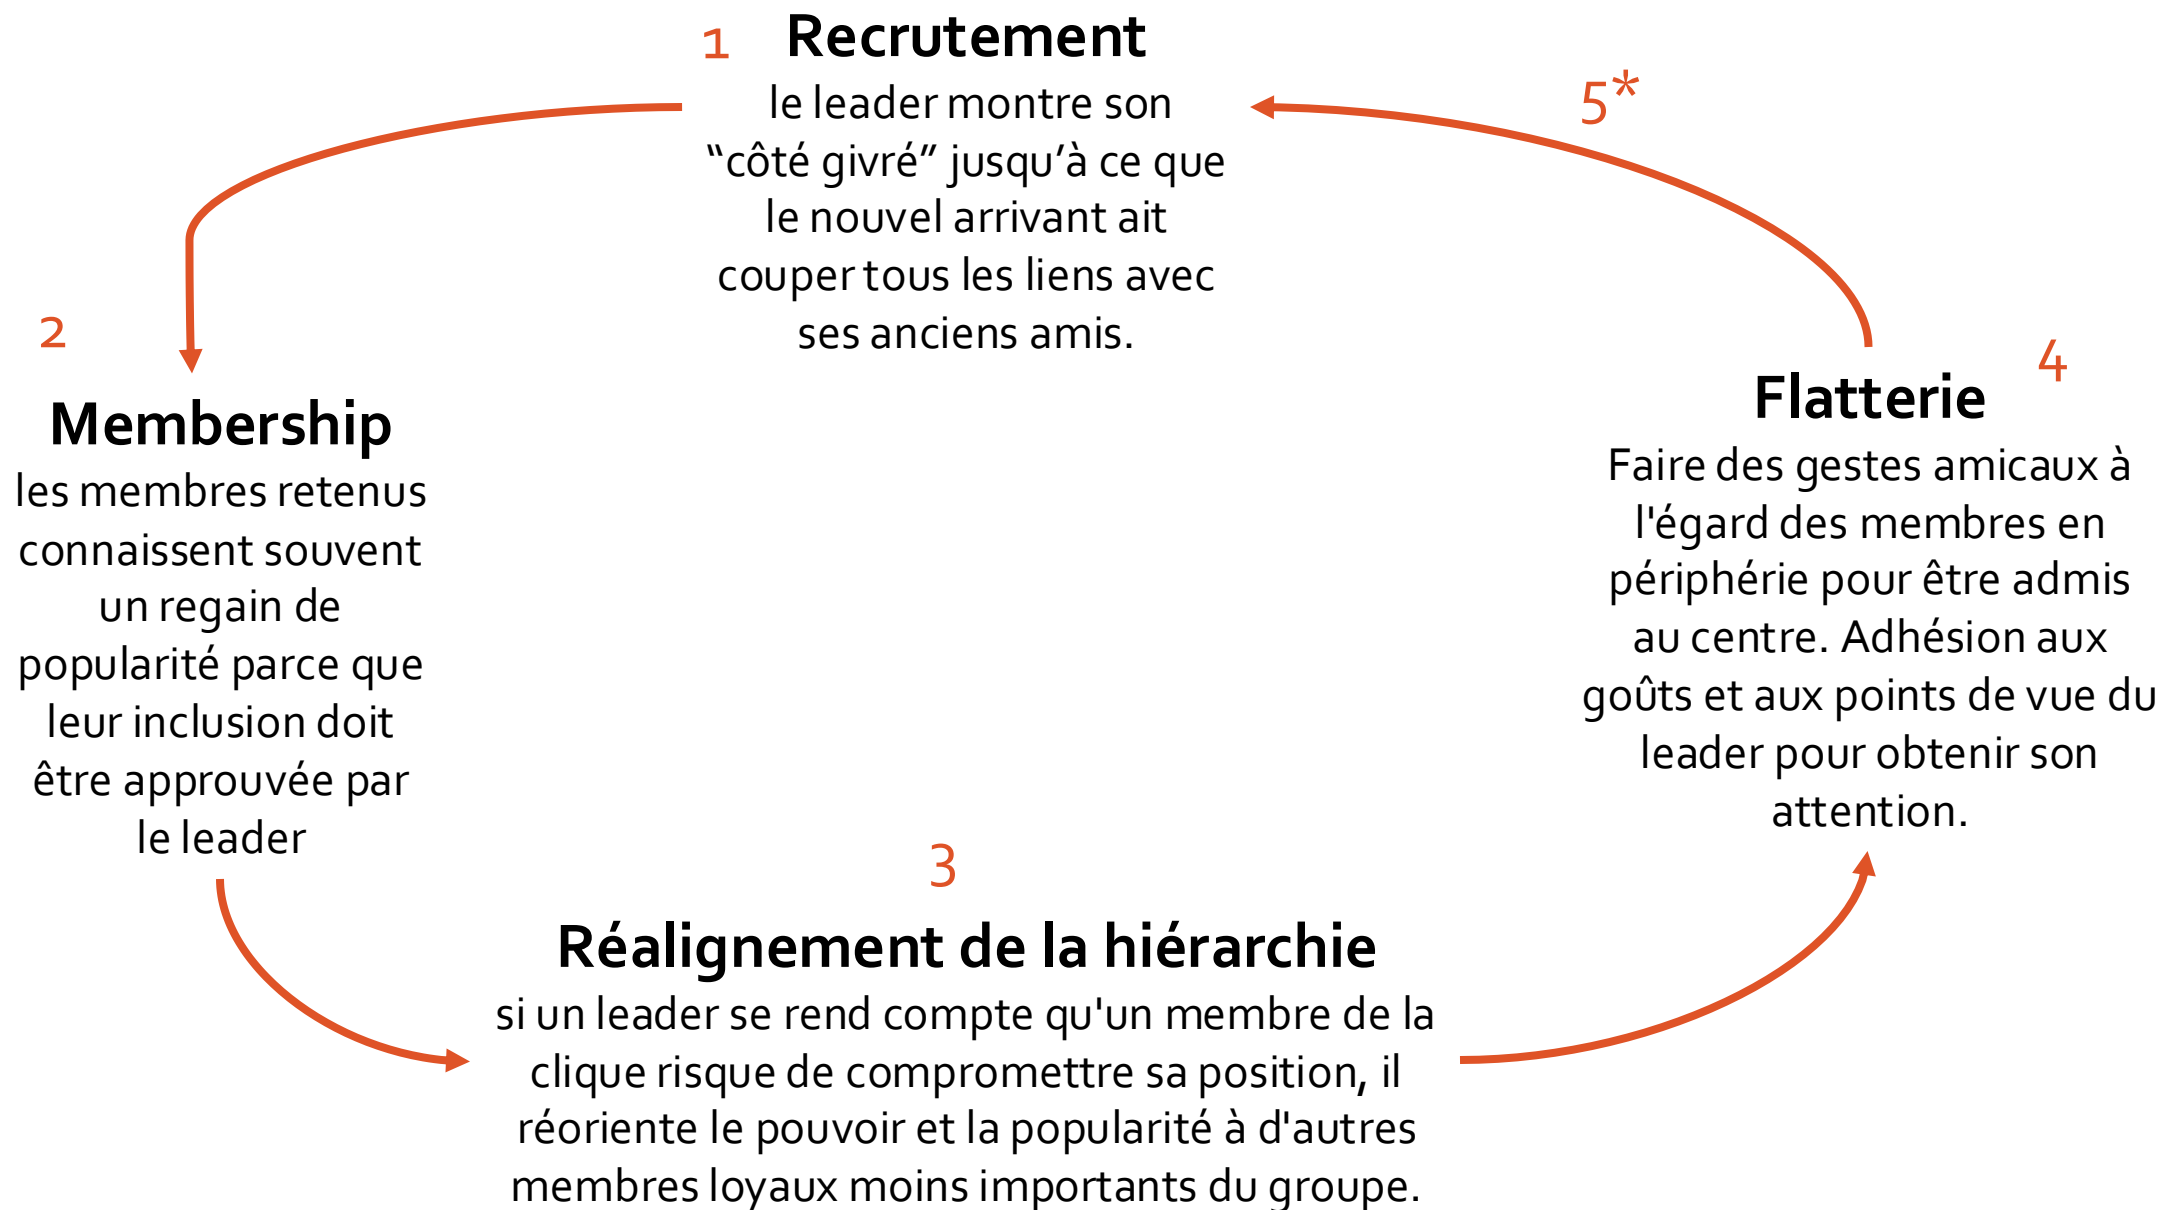 1
Recrutement
le leader montre son
“côté givré” jusqu’à ce que
le nouvel arrivant ait
couper tous les liens avec
ses anciens amis.
2
Membership
les membres retenus
connaissent souvent
un regain de
popularité parce que
leur inclusion doit
être approuvée par
le leader
3
Réalignement de la hiérarchie
si un leader se rend compte qu'un membre de la
clique risque de compromettre sa position, il
réoriente le pouvoir et la popularité à d'autres
membres loyaux moins importants du groupe.
4
Flatterie
Faire des gestes amicaux à
l'égard des membres en
périphérie pour être admis
au centre. Adhésion aux
goûts et aux points de vue du
leader pour obtenir son
attention.
5*